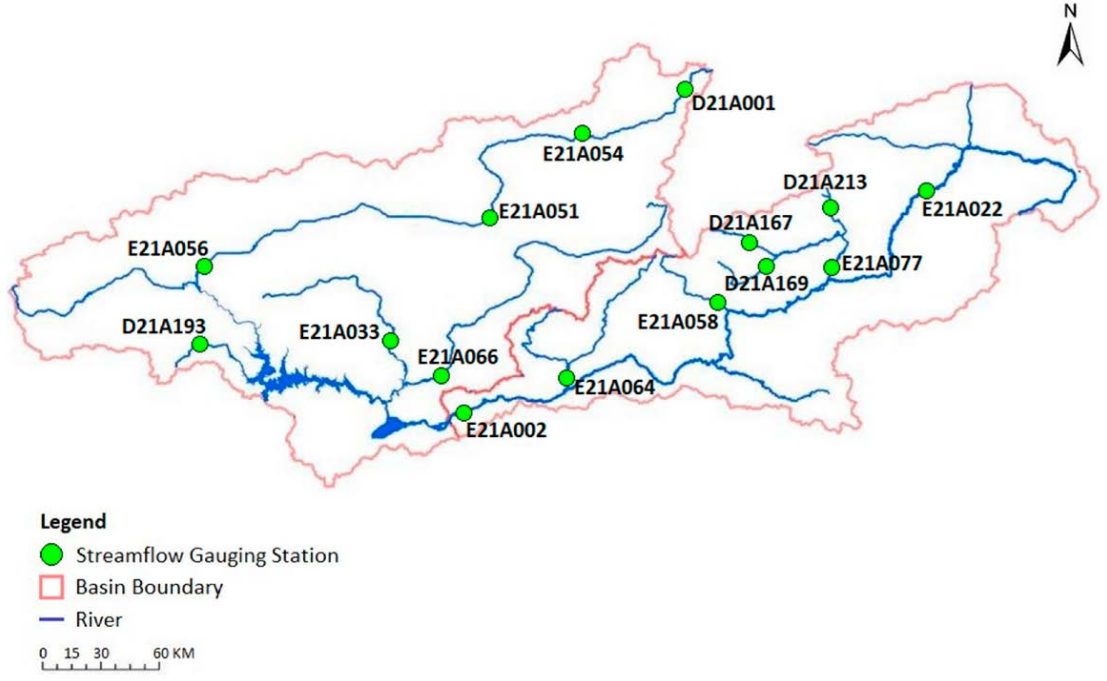 N
D21A001
E21A054
D21A213
E21A051
E21A022
D21A167
E21A056
E21A077
D21A169
E21A058
D21A193
E21A033
E21A066
E21A064
E21A002
Legend
Streamflow Gauging Station
Basin Boundary
River
0 15 30 60 KM